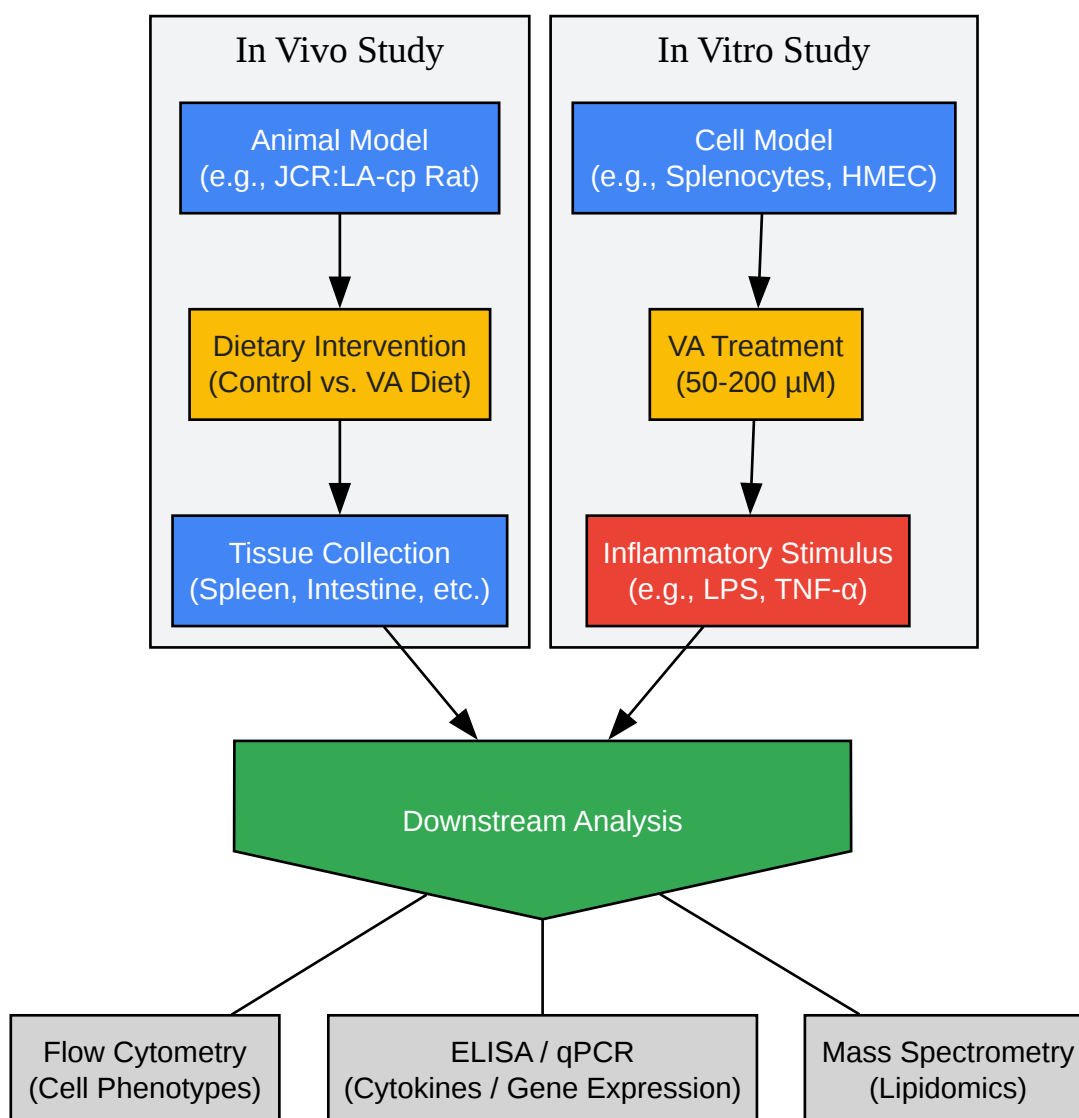 In Vivo Study
Animal Model
(e.g., JCR:LA-cp Rat)
Dietary Intervention
(Control vs. VA Diet)
Tissue Collection
(Spleen, Intestine, etc.)
In Vitro Study
Cell Model
(e.g., Splenocytes, HMEC)
VA Treatment
(50-200 µM)
Inflammatory Stimulus
(e.g., LPS, TNF-α)
Downstream Analysis
Flow Cytometry
(Cell Phenotypes)
ELISA / qPCR
(Cytokines / Gene Expression)
Mass Spectrometry
(Lipidomics)